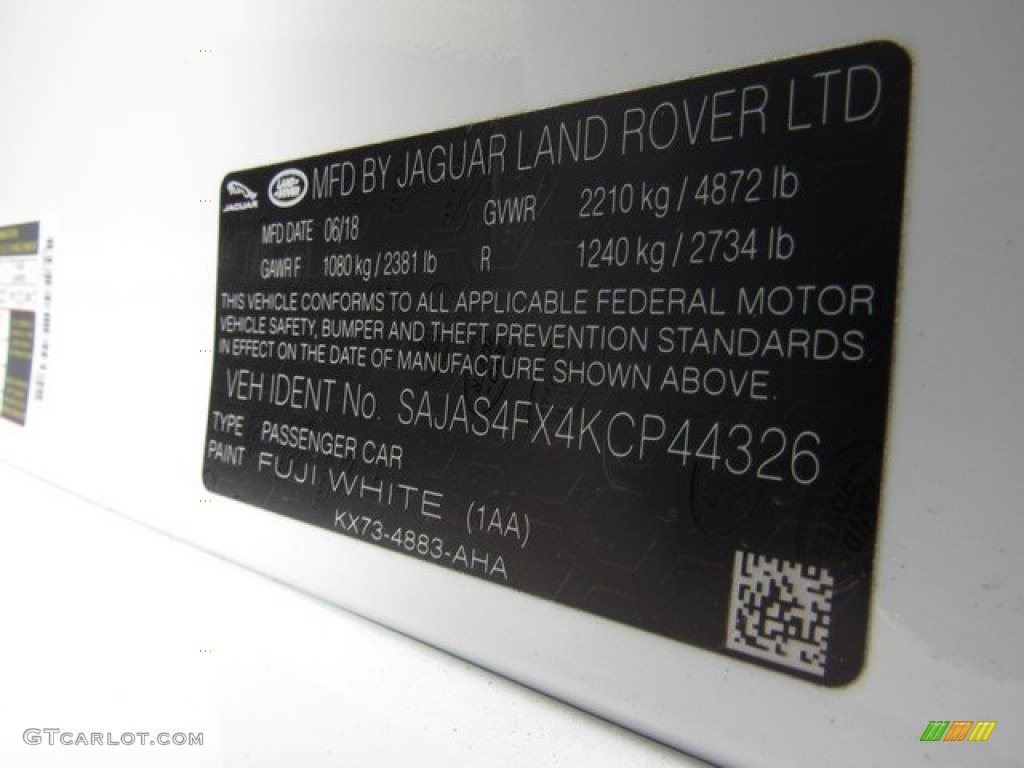 JAGUAR LAND ROVER MFD BY JAGUAR LAND ROVER LTD
MFD DATE 06/18 GVWR 2210 kg / 4872 lb
GAWR F 1080 kg / 2381 lb R 1240 kg / 2734 lb
THIS VEHICLE CONFORMS TO ALL APPLICABLE FEDERAL MOTOR
VEHICLE SAFETY, BUMPER AND THEFT PREVENTION STANDARDS
IN EFFECT ON THE DATE OF MANUFACTURE SHOWN ABOVE.
VEH IDENT No. SAJAS4FX4KCP44326
TYPE PASSENGER CAR
PAINT FUJI WHITE (1AA)
KX73-4883-AHA
GTCARLOT.COM